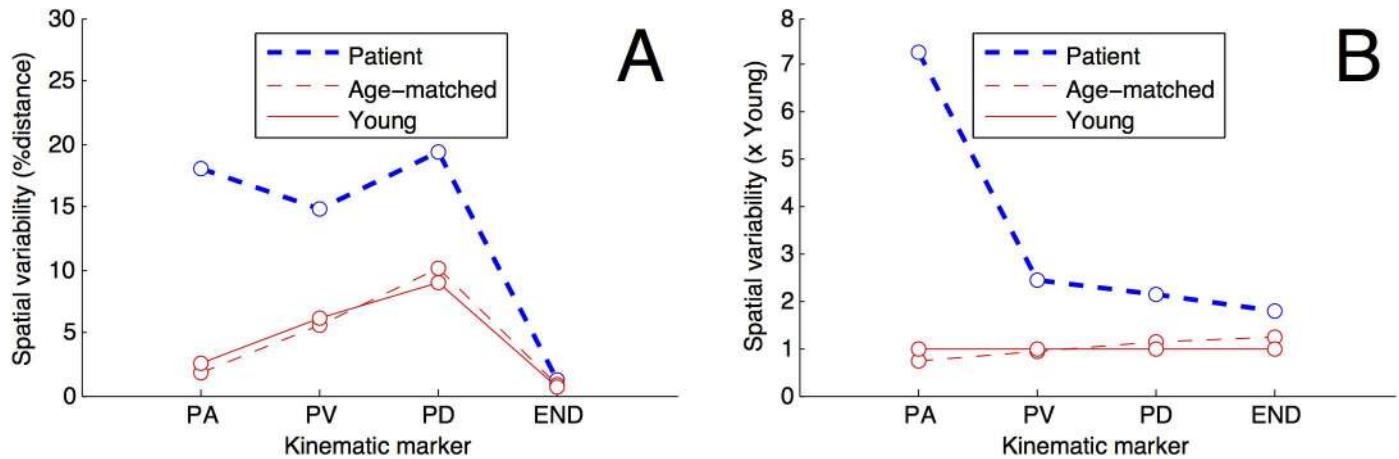 A
Spatial variability (%distance)
30
25
20
15
10
5
0
Patient
Age−matched
Young
PA PV PD END
Kinematic marker
B
Spatial variability (x Young)
8
7
6
5
4
3
2
1
0
Patient
Age−matched
Young
PA PV PD END
Kinematic marker